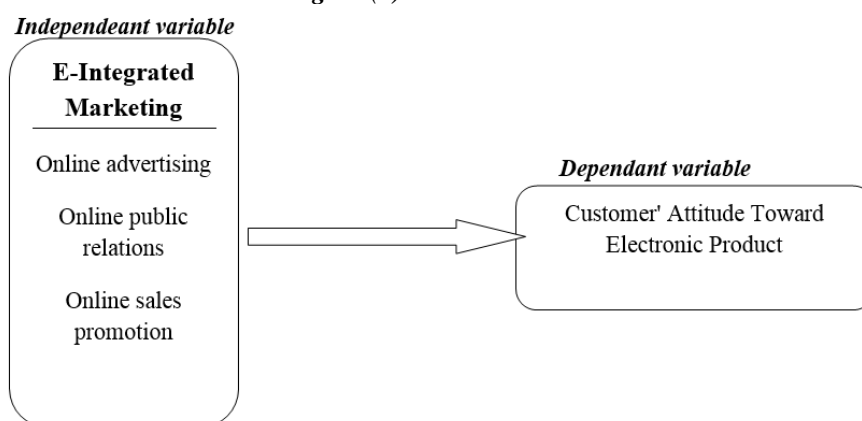 Independeant variable
E-Integrated
Marketing
Online advertising
Online public
relations
Online sales
promotion
Dependant variable
Customer' Attitude Toward
Electronic Product